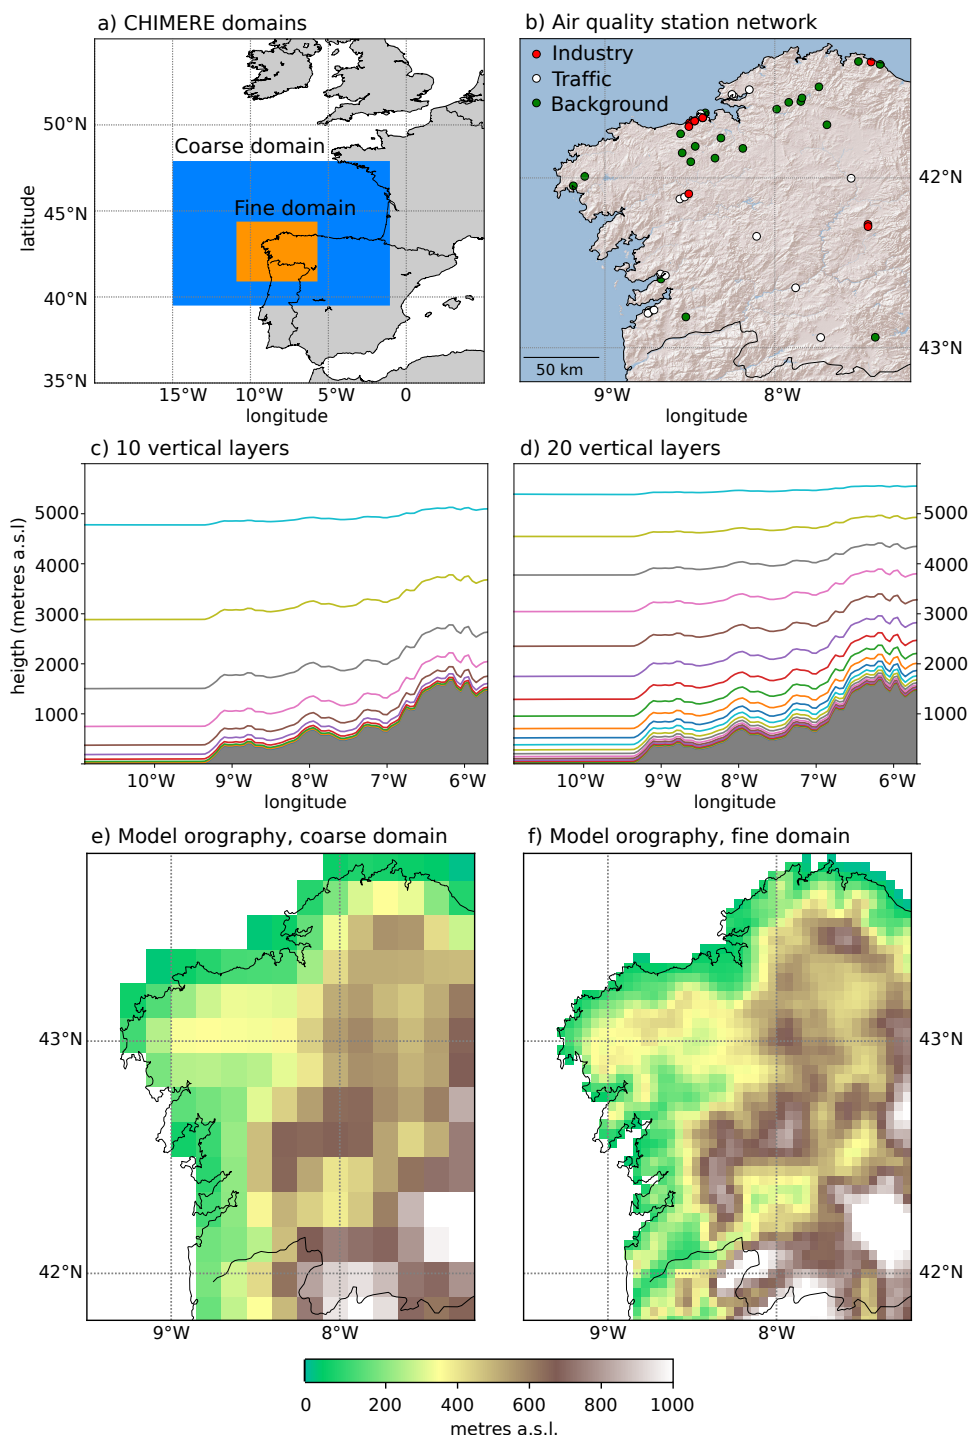 a) CHIMERE domains
50°N
45°N
40°N
35°N
latitude
Coarse domain
Fine domain
15°W
10°W
5°W
0
longitude
b) Air quality station network
Industry
Traffic
Background
42°N
43°N
50 km
9°W
8°W
longitude
c) 10 vertical layers
heigth (metres a.s.l)
5000
4000
3000
2000
1000
10°W
9°W
8°W
7°W
6°W
longitude
d) 20 vertical layers
5000
4000
3000
2000
1000
10°W
9°W
8°W
7°W
6°W
longitude
e) Model orography, coarse domain
43°N
42°N
9°W
8°W
f) Model orography, fine domain
43°N
42°N
9°W
8°W
0
200
400
600
800
1000
metres a.s.l.